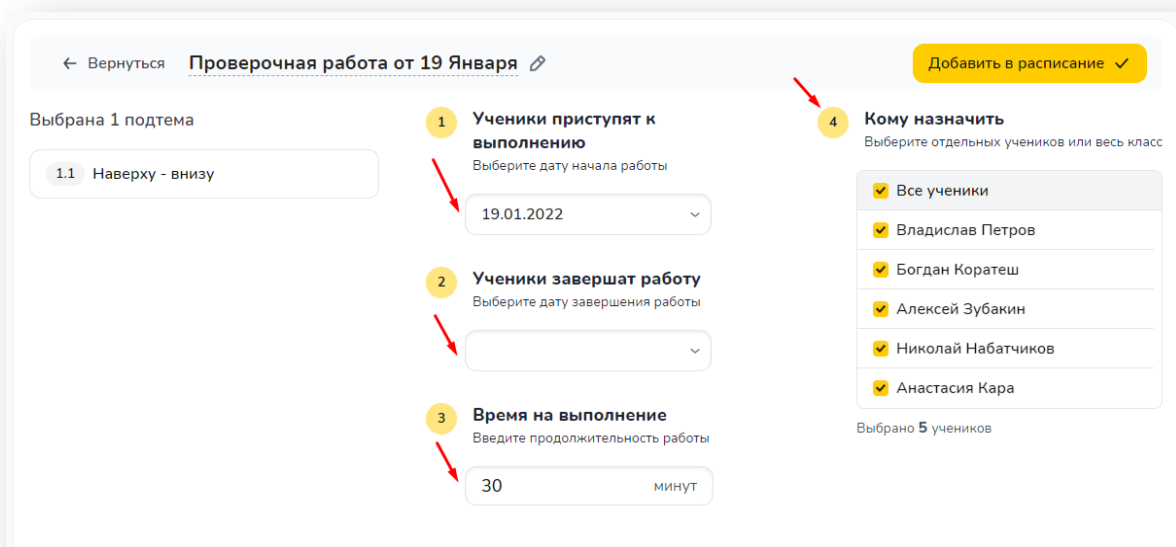 Вернуться
Проверочная работа от 19 Января
Добавить в расписание
Выбрана 1 подтема
1.1 Наверху - внизу
1
Ученики приступят к
выполнению
Выберите дату начала работы
19.01.2022
2
Ученики завершат работу
Выберите дату завершения работы
3
Время на выполнение
Введите продолжительность работы
30 минут
4
Кому назначить
Выберите отдельных учеников или весь класс
Все ученики
Владислав Петров
Богдан Коратеш
Алексей Зубакин
Николай Набатчиков
Анастасия Кара
Выбрано 5 учеников